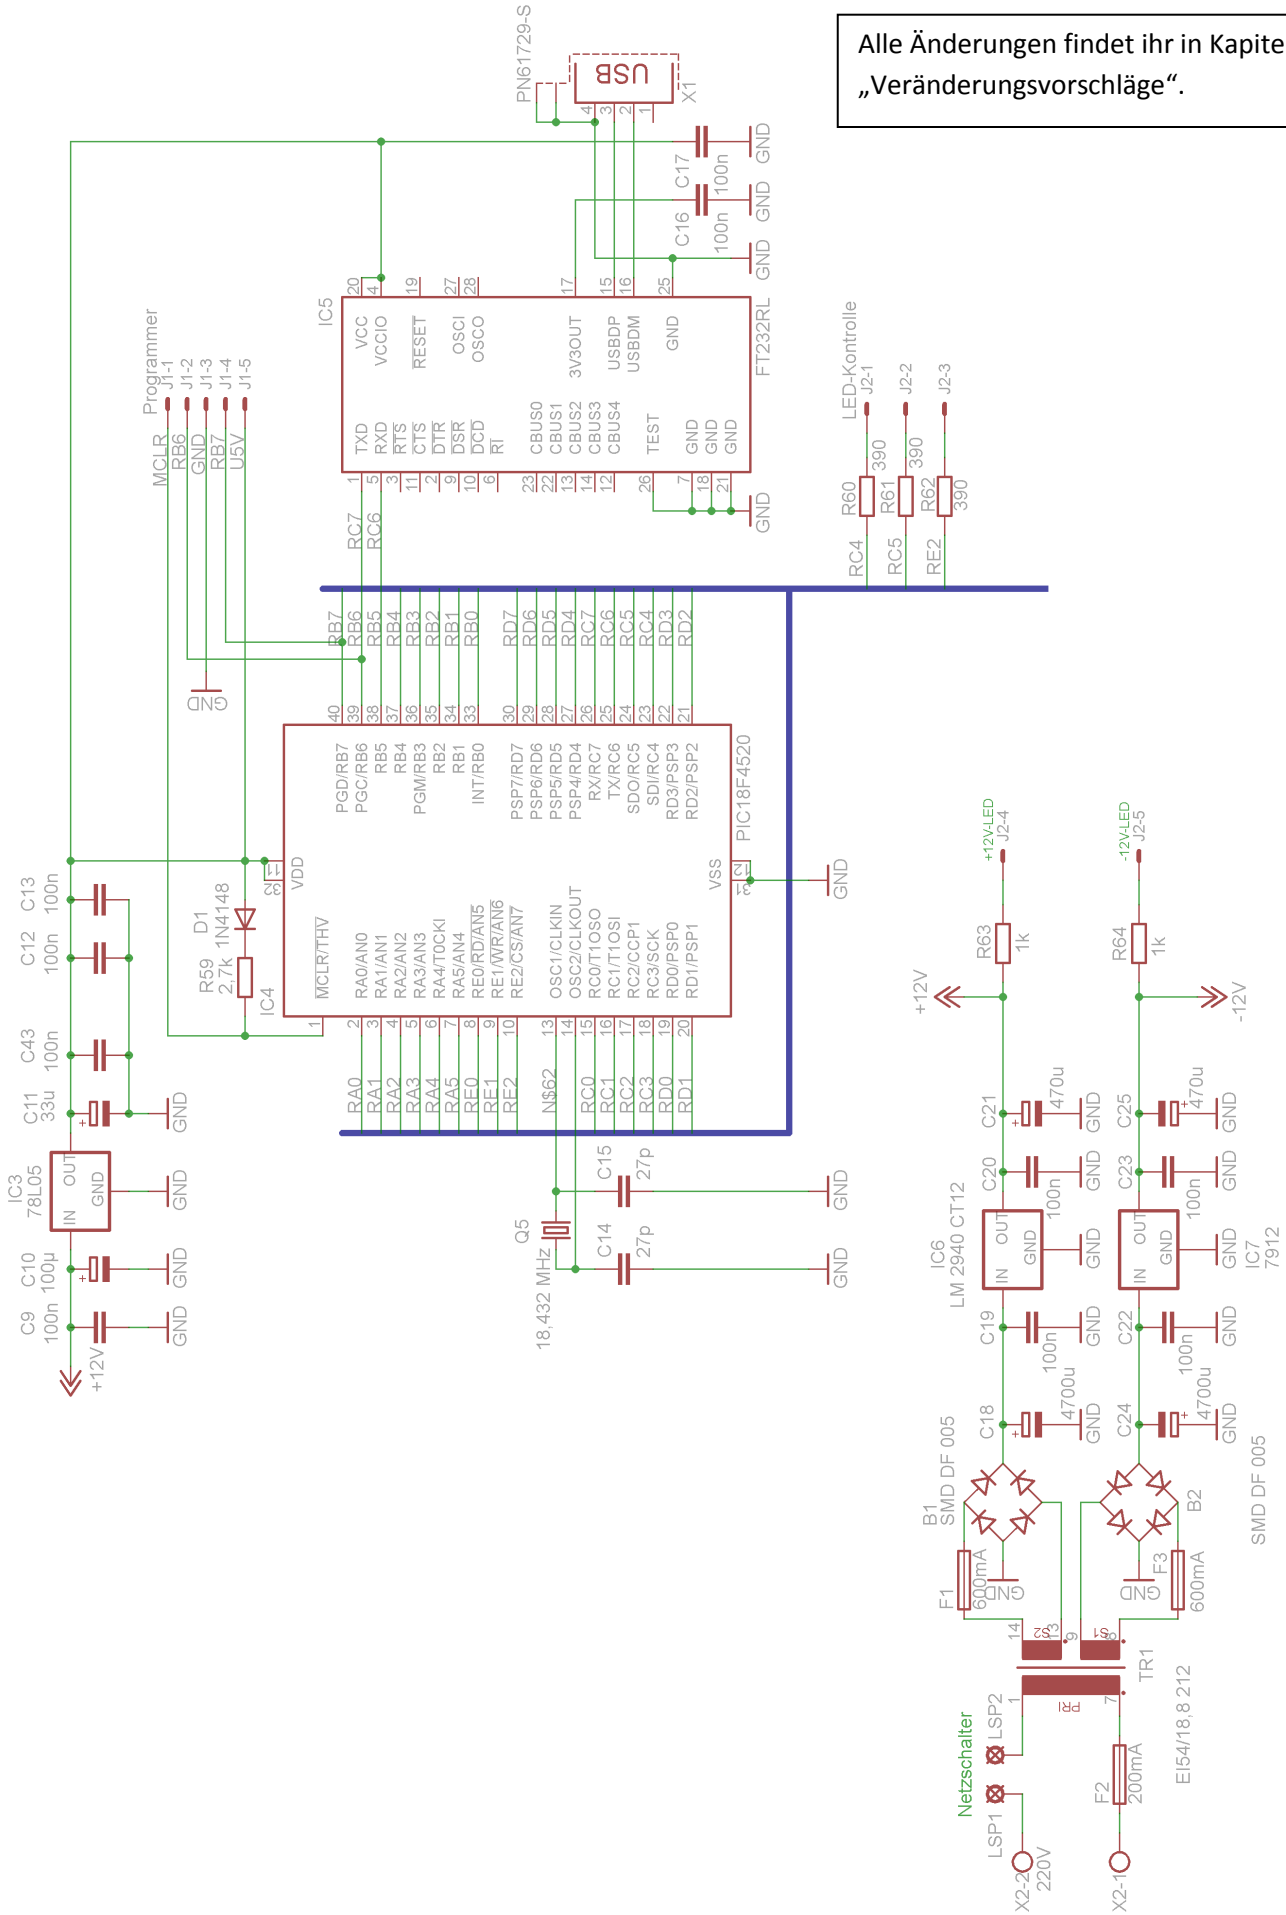 Alle Änderungen findet ihr in Kapite
„Veränderungsvorschläge“.
PN61729-S
USB
X1
4
3
2
1
C17
100n
GND
C16
100n
GND
GND
IC5
FT232RL
20
4
19
27
28
17
15
16
25
VCC
VCCIO
RESET
OSCI
OSCO
3V3OUT
USBDP
USBDM
GND
TXD
RXD
RTS
CTS
DTR
DSR
DCD
RI
CBUS0
CBUS1
CBUS2
CBUS3
CBUS4
TEST
GND
GND
GND
1
5
3
11
2
9
10
6
23
22
13
14
12
26
7
18
21
GND
RC7
RC6
Programmer
J1-1
J1-2
J1-3
J1-4
J1-5
MCLR
RB6
GND
RB7
U5V
GND
LED-Kontrolle
J2-1
J2-2
J2-3
R60
390
R61
390
R62
390
RC4
RC5
RE2
RB7
RB6
RB5
RB4
RB3
RB2
RB1
RB0
RD7
RD6
RD5
RD4
RC7
RC6
RC5
RC4
RD3
RD2
40
39
38
37
36
35
34
33
30
29
28
27
26
25
24
23
22
21
PGD/RB7
PGC/RB6
RB5
RB4
PGM/RB3
RB2
RB1
INT/RB0
PSP7/RD7
PSP6/RD6
PSP5/RD5
PSP4/RD4
RX/RC7
TX/RC6
SDO/RC5
SDI/RC4
RD3/PSP3
RD2/PSP2
PIC18F4520
IC4
VDD
11
32
VSS
12
31
GND
MCLR/THV
RA0/AN0
RA1/AN1
RA2/AN2
RA3/AN3
RA4/T0CKI
RA5/AN4
RE0/RD/AN5
RE1/WR/AN6
RE2/CS/AN7
OSC1/CLKIN
OSC2/CLKOUT
RC0/T1OSO
RC1/T1OSI
RC2/CCP1
RC3/SCK
RD0/PSP0
RD1/PSP1
1
2
3
4
5
6
7
8
9
10
13
14
15
16
17
18
19
20
RA0
RA1
RA2
RA3
RA4
RA5
RE0
RE1
RE2
N$62
RC0
RC1
RC2
RC3
RD0
RD1
C13
100n
C12
100n
D1
1N4148
R59
2,7k
C43
100n
C11
33u
+
GND
IC3
78L05
IN
OUT
GND
GND
C10
100µ
+
GND
C9
100n
GND
+12V
Q5
18,432 MHz
C15
27p
GND
C14
27p
GND
+12V-LED
J2-4
-12V-LED
J2-5
R63
1k
R64
1k
+12V
-12V
C21
470u
+
GND
C25
470u
+
GND
C20
100n
GND
C23
100n
GND
IC6
LM 2940 CT12
IN
OUT
GND
GND
IC7
7912
IN
OUT
GND
GND
C19
100n
GND
C22
100n
GND
C18
4700u
+
GND
C24
4700u
+
GND
B1
SMD DF 005
B2
SMD DF 005
GND
GND
F1
600mA
F3
600mA
14
13
9
8
S2
S1
PRI
1
7
TR1
EI54/18,8 212
Netzschalter
LSP2
LSP1
F2
200mA
X2-2
220V
X2-1